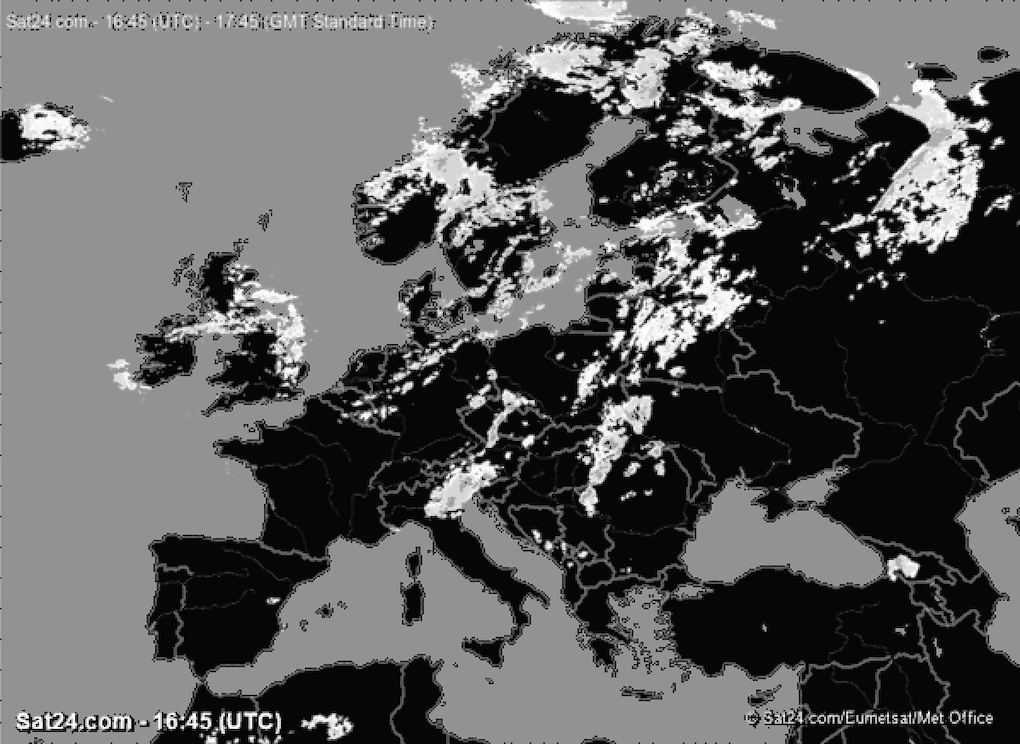 Sat24.com - 16:45 (UTC) - 17:45 (GMT Standard Time)
Sat24.com - 16:45 (UTC)
© Sat24.com/Eumetsat/Met Office